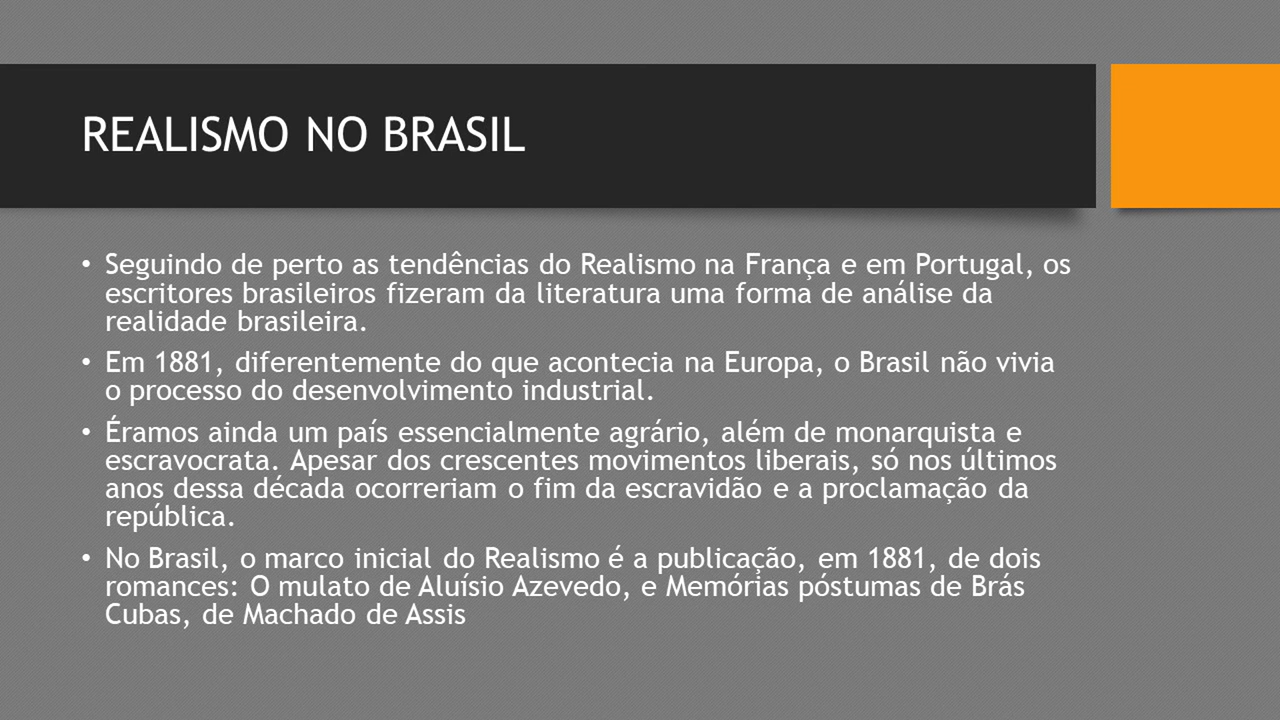 REALISMO NO BRASIL
• Seguindo de perto as tendências do Realismo na França e em Portugal, os
escritores brasileiros fizeram da literatura uma forma de análise da
realidade brasileira.
• Em 1881, diferentemente do que acontecia na Europa, o Brasil não vivia
o processo do desenvolvimento industrial.
• Éramos ainda um país essencialmente agrário, além de monarquista e
escravocrata. Apesar dos crescentes movimentos liberais, só nos últimos
anos dessa década ocorreriam o fim da escravidão e a proclamação da
república.
• No Brasil, o marco inicial do Realismo é a publicação, em 1881, de dois
romances: O mulato de Aluísio Azevedo, e Memórias póstumas de Brás
Cubas, de Machado de Assis